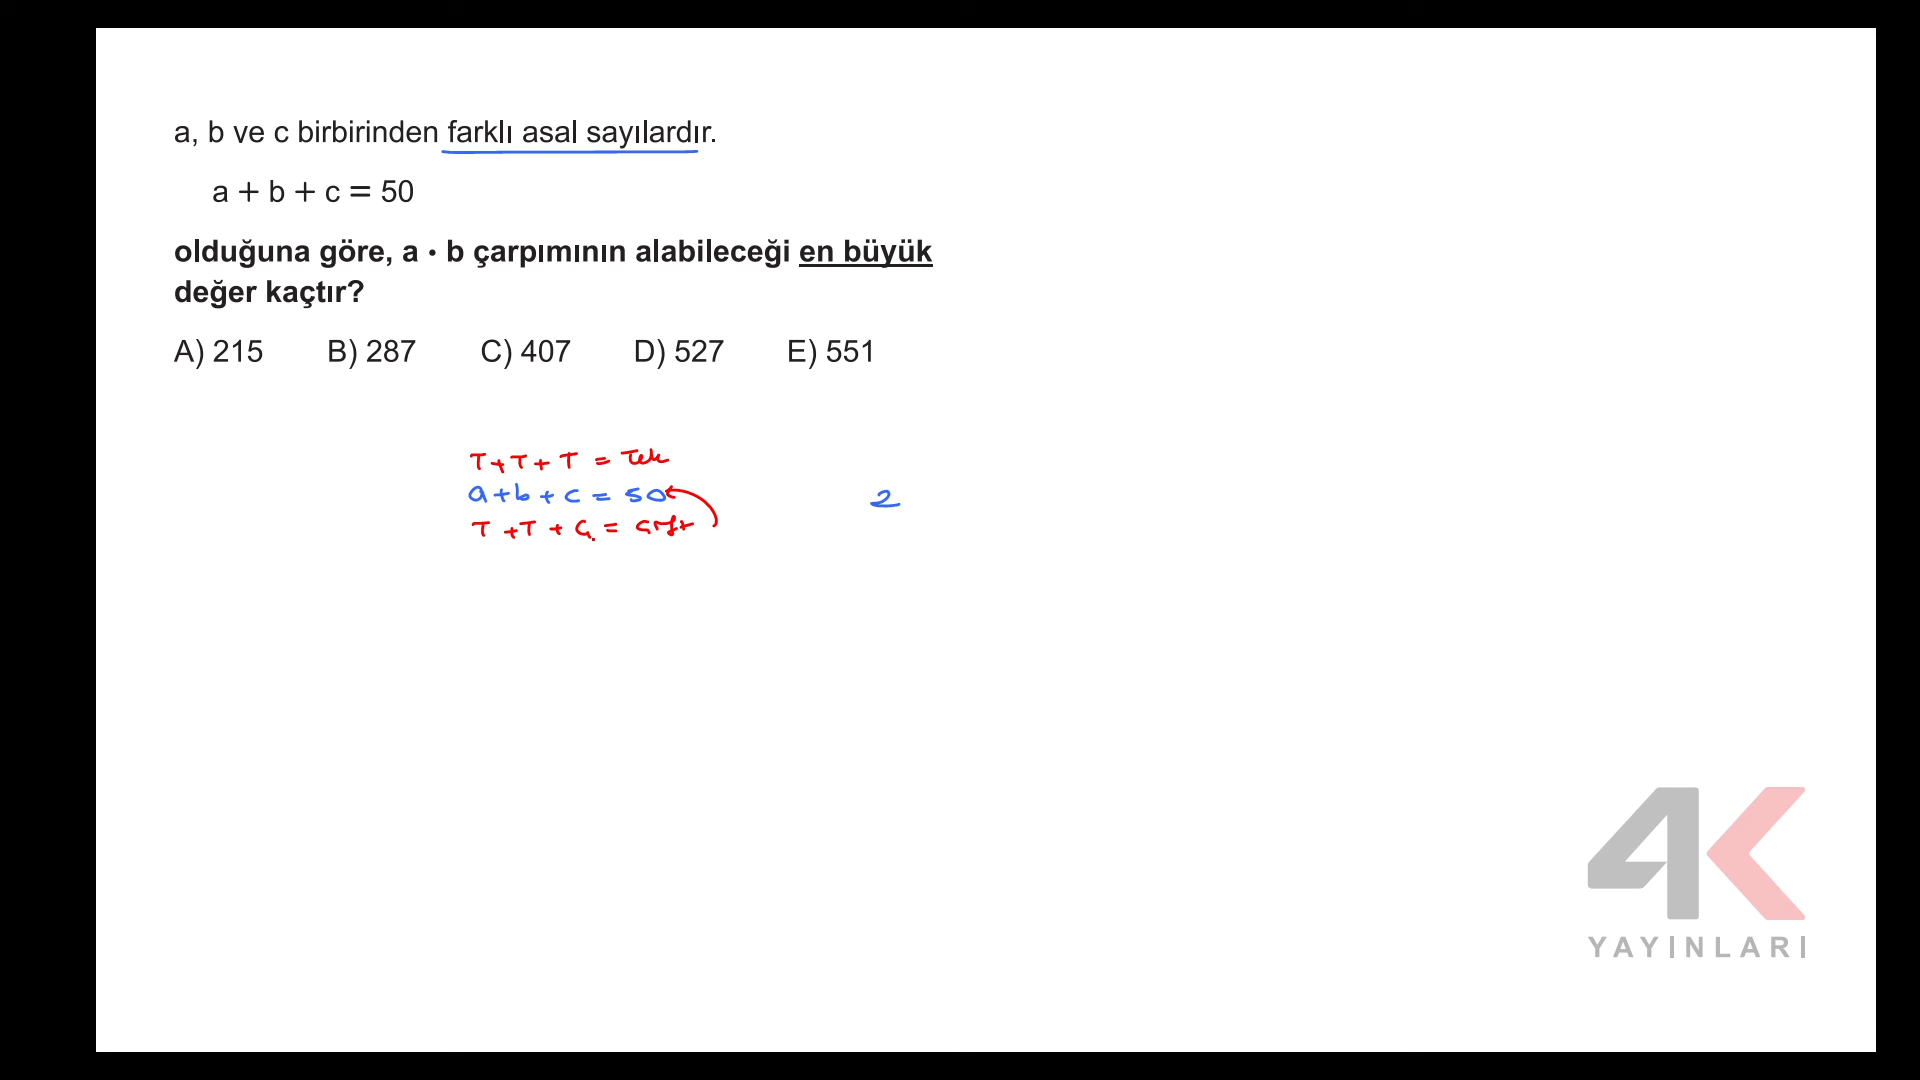 a, b ve c birbirinden farklı asal sayılardır.
a + b + c = 50
olduğuna göre, a • b çarpımının alabileceği en büyük
değer kaçtır?
A) 215 B) 287 C) 407 D) 527 E) 551
T + T + T = Tek
a + b + c = 50
2
T + T + Ç = Çift
4K
YAYINLARI